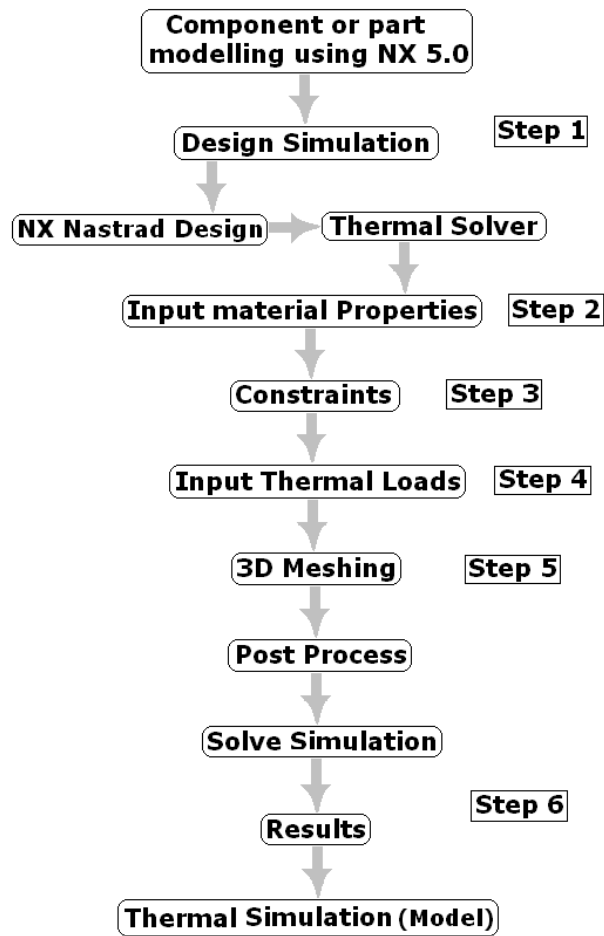 Component or part
modelling using NX 5.0
Design Simulation
Step 1
NX Nastrad Design
Thermal Solver
Input material Properties
Step 2
Constraints
Step 3
Input Thermal Loads
Step 4
3D Meshing
Step 5
Post Process
Solve Simulation
Step 6
Results
Thermal Simulation (Model)